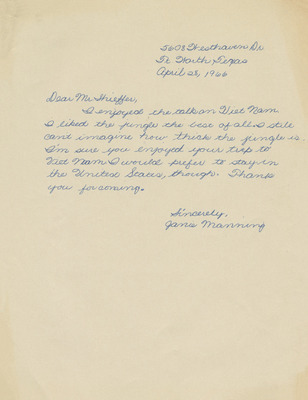 5608 Westhaven Dr
Ft. Worth, Texas
April 28, 1966
Dear Mr. Shieffer,
I enjoyed the talk on Viet Nam
I liked the jungle the best of all. I still
can't imagine how thick the jungle is.
I'm sure you enjoyed your trip to
Viet Nam. I would prefer to stay in
the United States, though. Thank
you for coming.
Sincerely,
Jane Manning